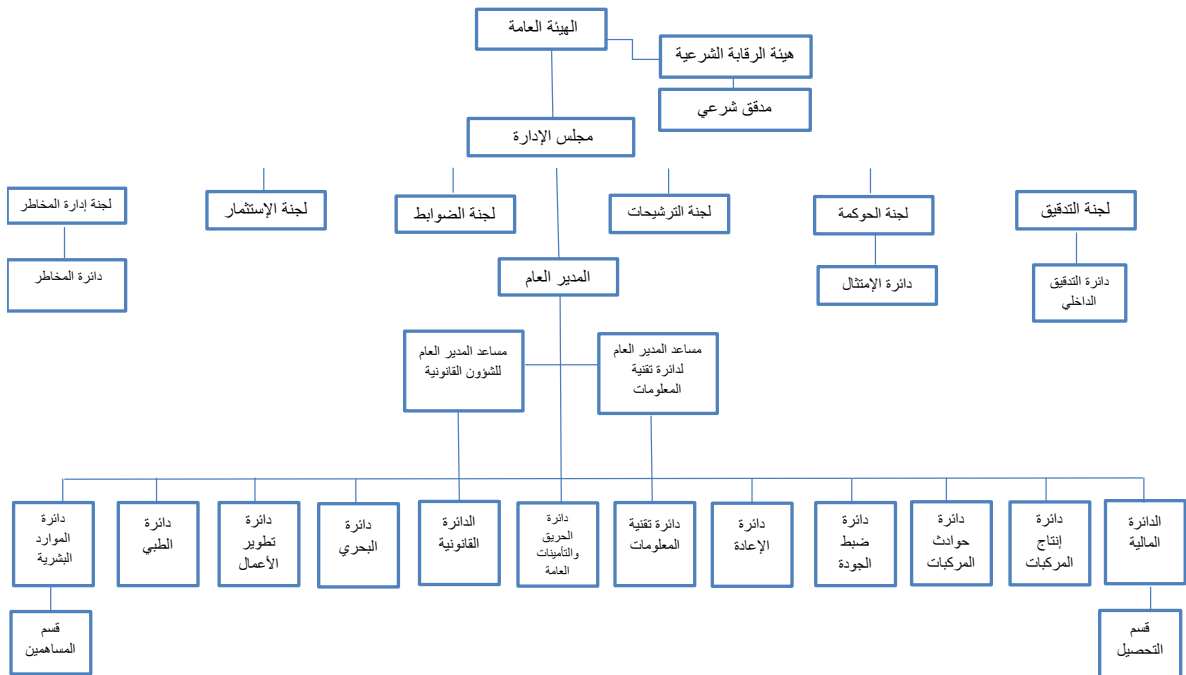 الهيئة العامة
هيئة الرقابة الشرعية
مدقق شرعي
مجلس الإدارة
لجنة التدقيق
لجنة الحوكمة
لجنة الترشيحات
لجنة الضوابط
لجنة الإستثمار
لجنة إدارة المخاطر
دائرة التدقيق
الداخلي
دائرة الإمتثال
المدير العام
دائرة المخاطر
مساعد المدير العام
لدائرة تقنية
المعلومات
مساعد المدير العام
للشؤون القانونية
الدائرة
المالية
دائرة
إنتاج
المركبات
دائرة
حوادث
المركبات
دائرة
ضبط
الجودة
دائرة
الإعادة
دائرة تقنية
المعلومات
دائرة
الحريق
والتأمينات
العامة
الدائرة
القانونية
دائرة
البحري
دائرة
تطوير
الأعمال
دائرة
الطبي
دائرة
الموارد
البشرية
قسم
التحصيل
قسم
المساهمين